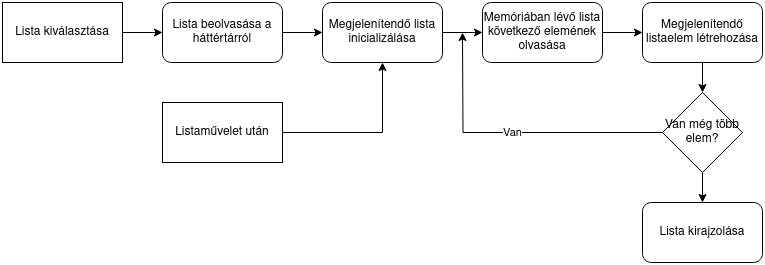 Lista kiválasztása
Lista beolvasása a
háttértárról
Megjelenítendő lista
inicializálása
Memóriában lévő lista
következő elemének
olvasása
Megjelenítendő
listaelem létrehozása
Listaművelet után
Van
Van még több
elem?
Lista kirajzolása